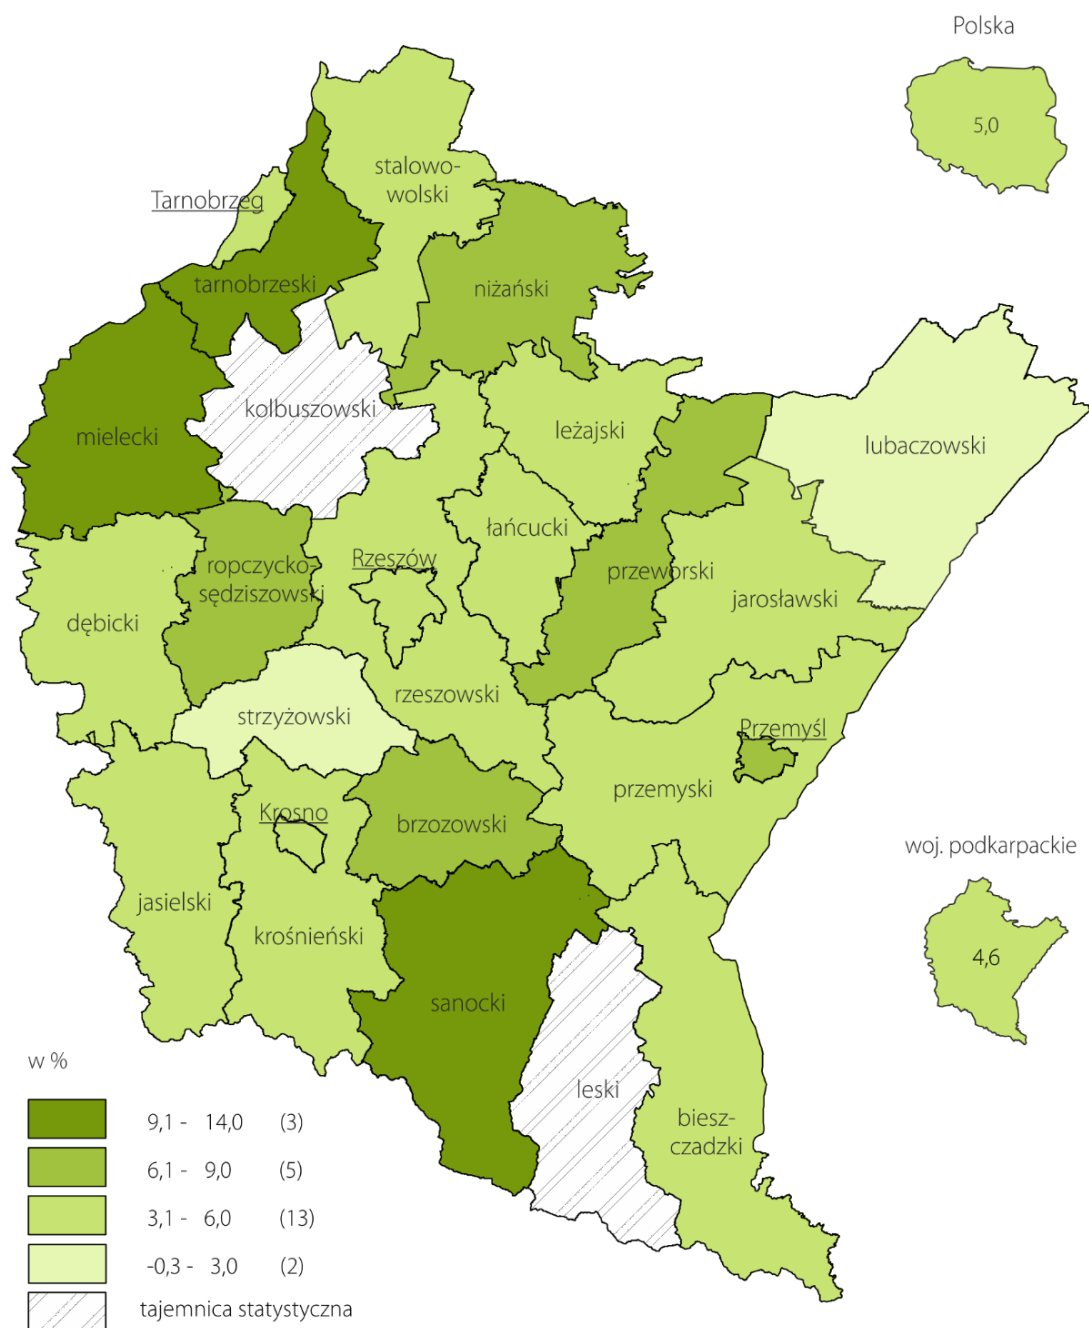 Polska
5,0
stalowo-
wolski
Tarnobrzeg
tarnobrzeski
niżański
kolbuszowski
mielecki
leżajski
lubaczowski
łańcucki
ropczycko-
sędziszowski
Rzeszów
przeworski
jarosławski
dębicki
rzeszowski
strzyżowski
Przemyśl
przemyski
Krosno
brzozowski
woj. podkarpackie
4,6
jasielski
krośnieński
sanocki
leski
biesz-
czadzki
w %
9,1 - 14,0 (3)
6,1 - 9,0 (5)
3,1 - 6,0 (13)
-0,3 - 3,0 (2)
tajemnica statystyczna